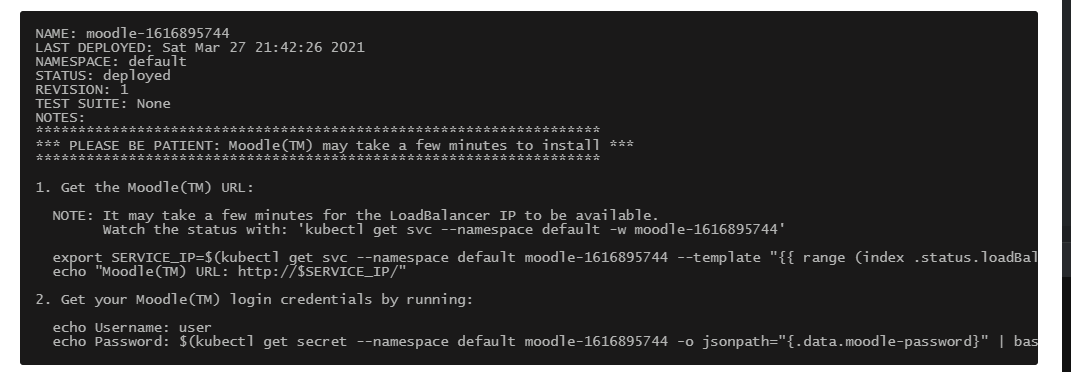 NAME: moodle-1616895744
LAST DEPLOYED: Sat Mar 27 21:42:26 2021
NAMESPACE: default
STATUS: deployed
REVISION: 1
TEST SUITE: None
NOTES:
*******************************************************************
*** PLEASE BE PATIENT: Moodle(TM) may take a few minutes to install ***
*******************************************************************
1. Get the Moodle(TM) URL:
NOTE: It may take a few minutes for the LoadBalancer IP to be available.
Watch the status with: 'kubectl get svc --namespace default -w moodle-1616895744'
export SERVICE_IP=$(kubectl get svc --namespace default moodle-1616895744 --template "{{ range (index .status.loadBal
echo "Moodle(TM) URL: http://$SERVICE_IP/"
2. Get your Moodle(TM) login credentials by running:
echo Username: user
echo Password: $(kubectl get secret --namespace default moodle-1616895744 -o jsonpath="{.data.moodle-password}" | bas